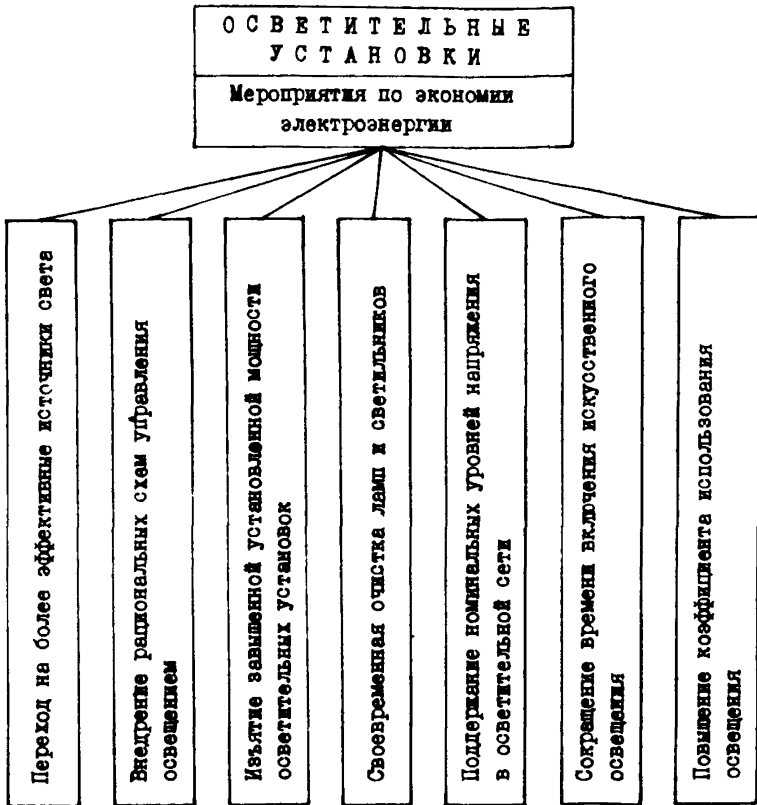 ОСВЕТИТЕЛЬНЫЕ
УСТАНОВКИ
Мероприятия по экономии
электроэнергии
Переход на более эффективные источники света
Внедрение рациональных схем управления
освещением
Изъятие завышенной установленной мощности
осветительных установок
Своевременная очистка ламп и светильников
Поддержание номинальных уровней напряжения
в осветительной сети
Сокращение времени включения искусственного
освещения
Повышение коэффициента использования
освещения